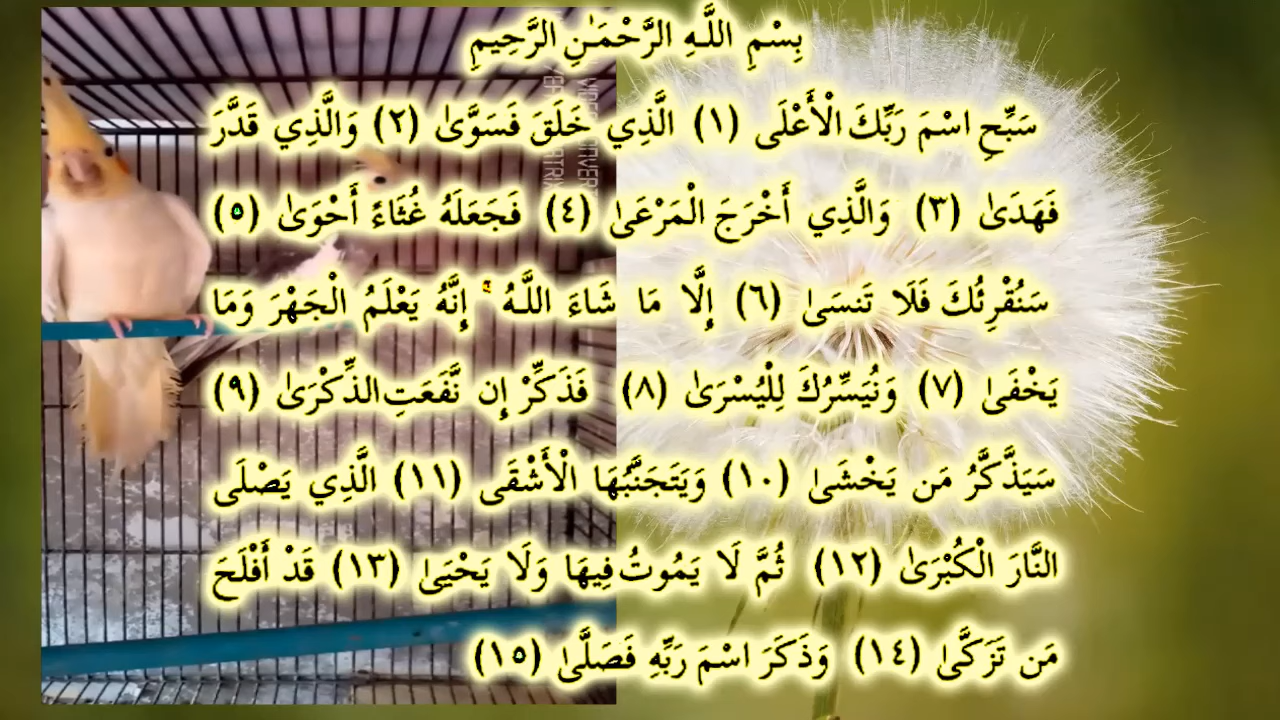 بِسْمِ اللَّـهِ الرَّحْمَـٰنِ الرَّحِيمِ
سَبِّحِ اسْمَ رَبِّكَ الْأَعْلَى (١) الَّذِي خَلَقَ فَسَوَّىٰ (٢) وَالَّذِي قَدَّرَ
فَهَدَىٰ (٣) وَالَّذِي أَخْرَجَ الْمَرْعَىٰ (٤) فَجَعَلَهُ غُثَاءً أَحْوَىٰ (٥)
سَنُقْرِئُكَ فَلَا تَنسَىٰ (٦) إِلَّا مَا شَاءَ اللَّـهُ ۚ إِنَّهُ يَعْلَمُ الْجَهْرَ وَمَا
يَخْفَىٰ (٧) وَنُيَسِّرُكَ لِلْيُسْرَىٰ (٨) فَذَكِّرْ إِن نَّفَعَتِ الذِّكْرَىٰ (٩)
سَيَذَّكَّرُ مَن يَخْشَىٰ (١٠) وَيَتَجَنَّبُهَا الْأَشْقَى (١١) الَّذِي يَصْلَى
النَّارَ الْكُبْرَىٰ (١٢) ثُمَّ لَا يَمُوتُ فِيهَا وَلَا يَحْيَىٰ (١٣) قَدْ أَفْلَحَ
مَن تَزَكَّىٰ (١٤) وَذَكَرَ اسْمَ رَبِّهِ فَصَلَّىٰ (١٥)